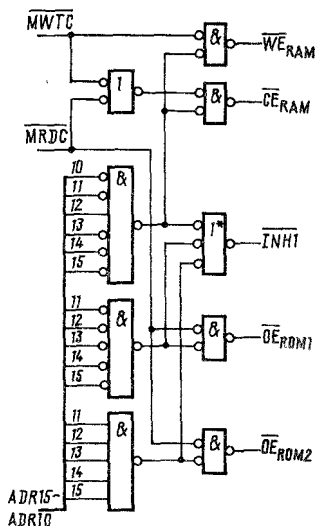 MWTC
&
WE RAM
1
&
CE RAM
MRDC
10
11
12
13
14
15
&
1*
INH1
11
12
13
14
15
&
&
OE ROM1
11
12
13
14
15
&
&
OE ROM2
ADR15~
ADR10